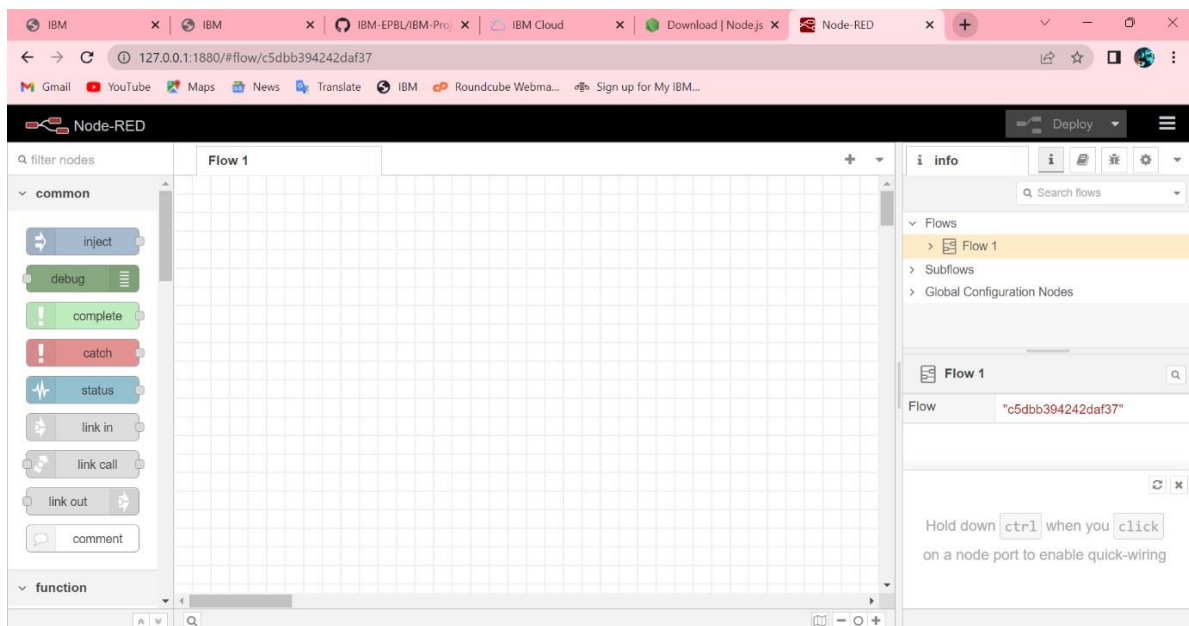 IBM
IBM
IBM-EPBL/IBM-Proj
IBM Cloud
Download | Node.js
Node-RED
127.0.0.1:1880/#flow/c5dbb394242daf37
Gmail YouTube Maps News Translate IBM Roundcube Webma... Sign up for My IBM...
Node-RED
Deploy
filter nodes
Flow 1
i info
i
Search flows
common
inject
debug
complete
catch
status
link in
link call
link out
comment
function
Flows
Flow 1
Subflows
Global Configuration Nodes
Flow 1
Flow "c5dbb394242daf37"
Hold down ctrl when you click
on a node port to enable quick-wiring